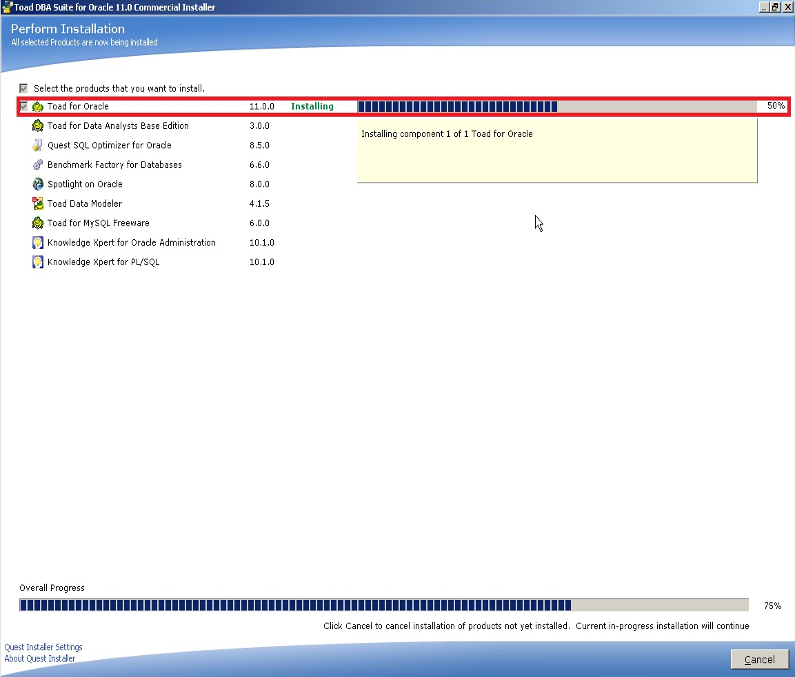 Toad DBA Suite for Oracle 11.0 Commercial Installer
Perform Installation
All selected Products are now being installed
Select the products that you want to install.
Toad for Oracle 11.0.0 Installing 50%
Toad for Data Analysts Base Edition 3.0.0
Installing component 1 of 1 Toad for Oracle
Quest SQL Optimizer for Oracle 8.5.0
Benchmark Factory for Databases 6.6.0
Spotlight on Oracle 8.0.0
Toad Data Modeler 4.1.5
Toad for MySQL Freeware 6.0.0
Knowledge Xpert for Oracle Administration 10.1.0
Knowledge Xpert for PL/SQL 10.1.0
Overall Progress
75%
Click Cancel to cancel installation of products not yet installed. Current in-progress installation will continue
Quest Installer Settings
About Quest Installer
Cancel